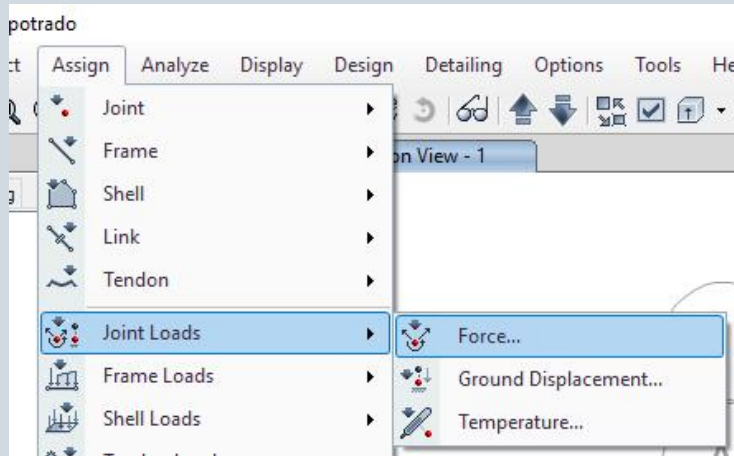 potrado
Assign Analyze Display Design Detailing Options Tools He
Joint
on View - 1
Frame
Shell
Link
Tendon
Joint Loads
Force...
Frame Loads
Ground Displacement...
Shell Loads
Temperature...